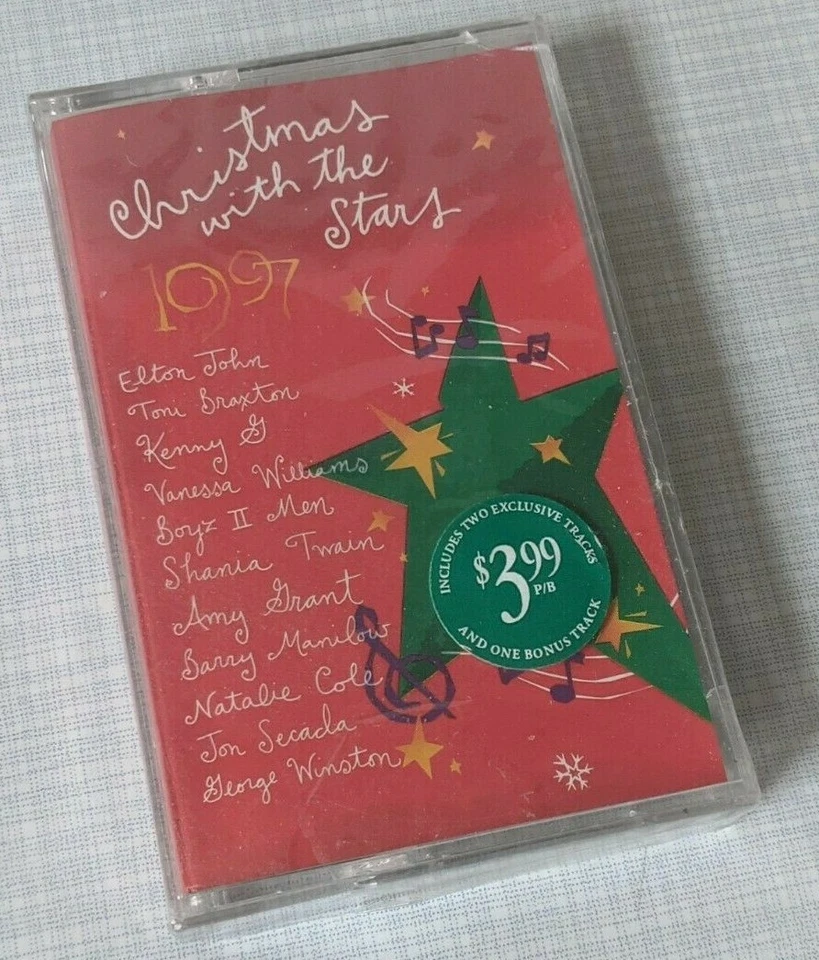 Christmas
with the
Stars
1997
Elton John
Toni Braxton
Kenny G
Vanessa Williams
Boyz II Men
Shania Twain
Amy Grant
Barry Manilow
Natalie Cole
Jon Secada
George Winston
INCLUDES TWO EXCLUSIVE TRACKS
$3.99
P/B
AND ONE BONUS TRACK